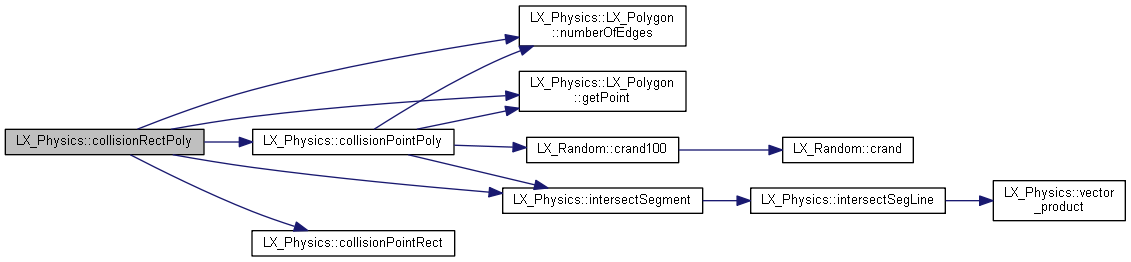 LX_Physics::LX_Polygon
::numberOfEdges
LX_Physics::LX_Polygon
::getPoint
LX_Physics::collisionRectPoly
LX_Physics::collisionPointPoly
LX_Random::crand100
LX_Random::crand
LX_Physics::intersectSegment
LX_Physics::intersectSegLine
LX_Physics::vector
_product
LX_Physics::collisionPointRect